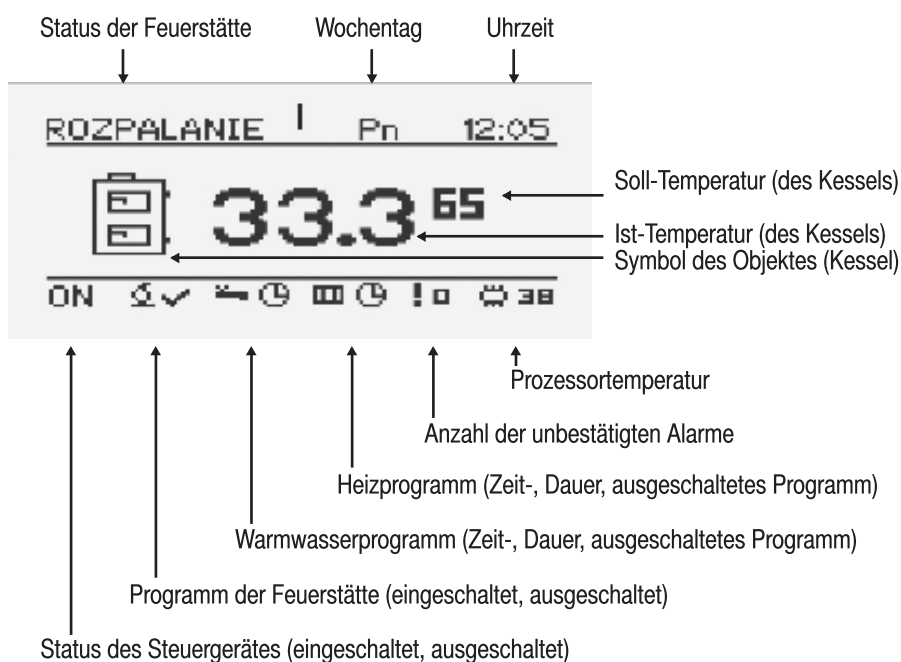 Status der Feuerstätte Wochentag Uhrzeit
ROZPALANIE Pn 12:05
33.3 65
Soll-Temperatur (des Kessels)
Ist-Temperatur (des Kessels)
Symbol des Objektes (Kessel)
ON ! 0 38
Prozessortemperatur
Anzahl der unbestätigten Alarme
Heizprogramm (Zeit-, Dauer, ausgeschaltetes Programm)
Warmwasserprogramm (Zeit-, Dauer, ausgeschaltetes Programm)
Programm der Feuerstätte (eingeschaltet, ausgeschaltet)
Status des Steuergerätes (eingeschaltet, ausgeschaltet)